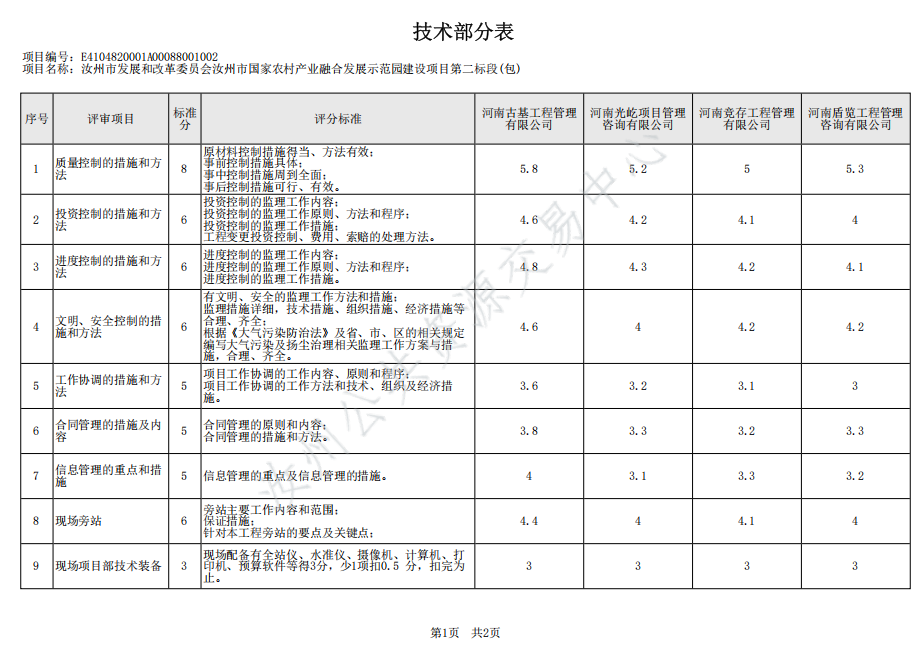 技术部分表
项目编号：E4104820001A00088001002
项目名称：汝州市发展和改革委员会汝州市国家农村产业融合发展示范园建设项目第二标段(包)
序号 评审项目 标准分 评分标准 河南古基工程管理有限公司 河南光屹项目管理咨询有限公司 河南竞存工程管理有限公司 河南盾览工程管理咨询有限公司
1 质量控制的措施和方法 8 原材料控制措施得当、方法有效；
事前控制措施具体；
事中控制措施周到全面；
事后控制措施可行、有效。 5.8 5.2 5 5.3
2 投资控制的措施和方法 6 投资控制的监理工作内容；
投资控制的监理工作原则、方法和程序；
投资控制的监理工作措施；
工程变更投资控制、费用、索赔的处理方法。 4.6 4.2 4.1 4
3 进度控制的措施和方法 6 进度控制的监理工作内容；
进度控制的监理工作原则、方法和程序；
进度控制的监理工作措施。 4.8 4.3 4.2 4.1
4 文明、安全控制的措施和方法 6 有文明、安全的监理工作方法和措施；
监理措施详细，技术措施、组织措施、经济措施等
合理、齐全；
根据《大气污染防治法》及省、市、区的相关规定
编写大气污染及扬尘治理相关监理工作方案与措
施，合理、齐全。 4.6 4 4.2 4.2
5 工作协调的措施和方法 5 项目工作协调的工作内容、原则和程序；
项目工作协调的工作方法和技术、组织及经济措
施。 3.6 3.2 3.1 3
6 合同管理的措施及内容 5 合同管理的原则和内容；
合同管理的措施和方法。 3.8 3.3 3.2 3.3
7 信息管理的重点和措施 5 信息管理的重点及信息管理的措施。 4 3.1 3.3 3.2
8 现场旁站 6 旁站主要工作内容和范围；
保证措施；
针对本工程旁站的要点及关键点； 4.4 4 4.1 4
9 现场项目部技术装备 3 现场配备有全站仪、水准仪、摄像机、计算机、打
印机、预算软件等得3分，少1项扣0.5 分，扣完为
止。 3 3 3 3
汝州公共资源交易中心
第1页 共2页